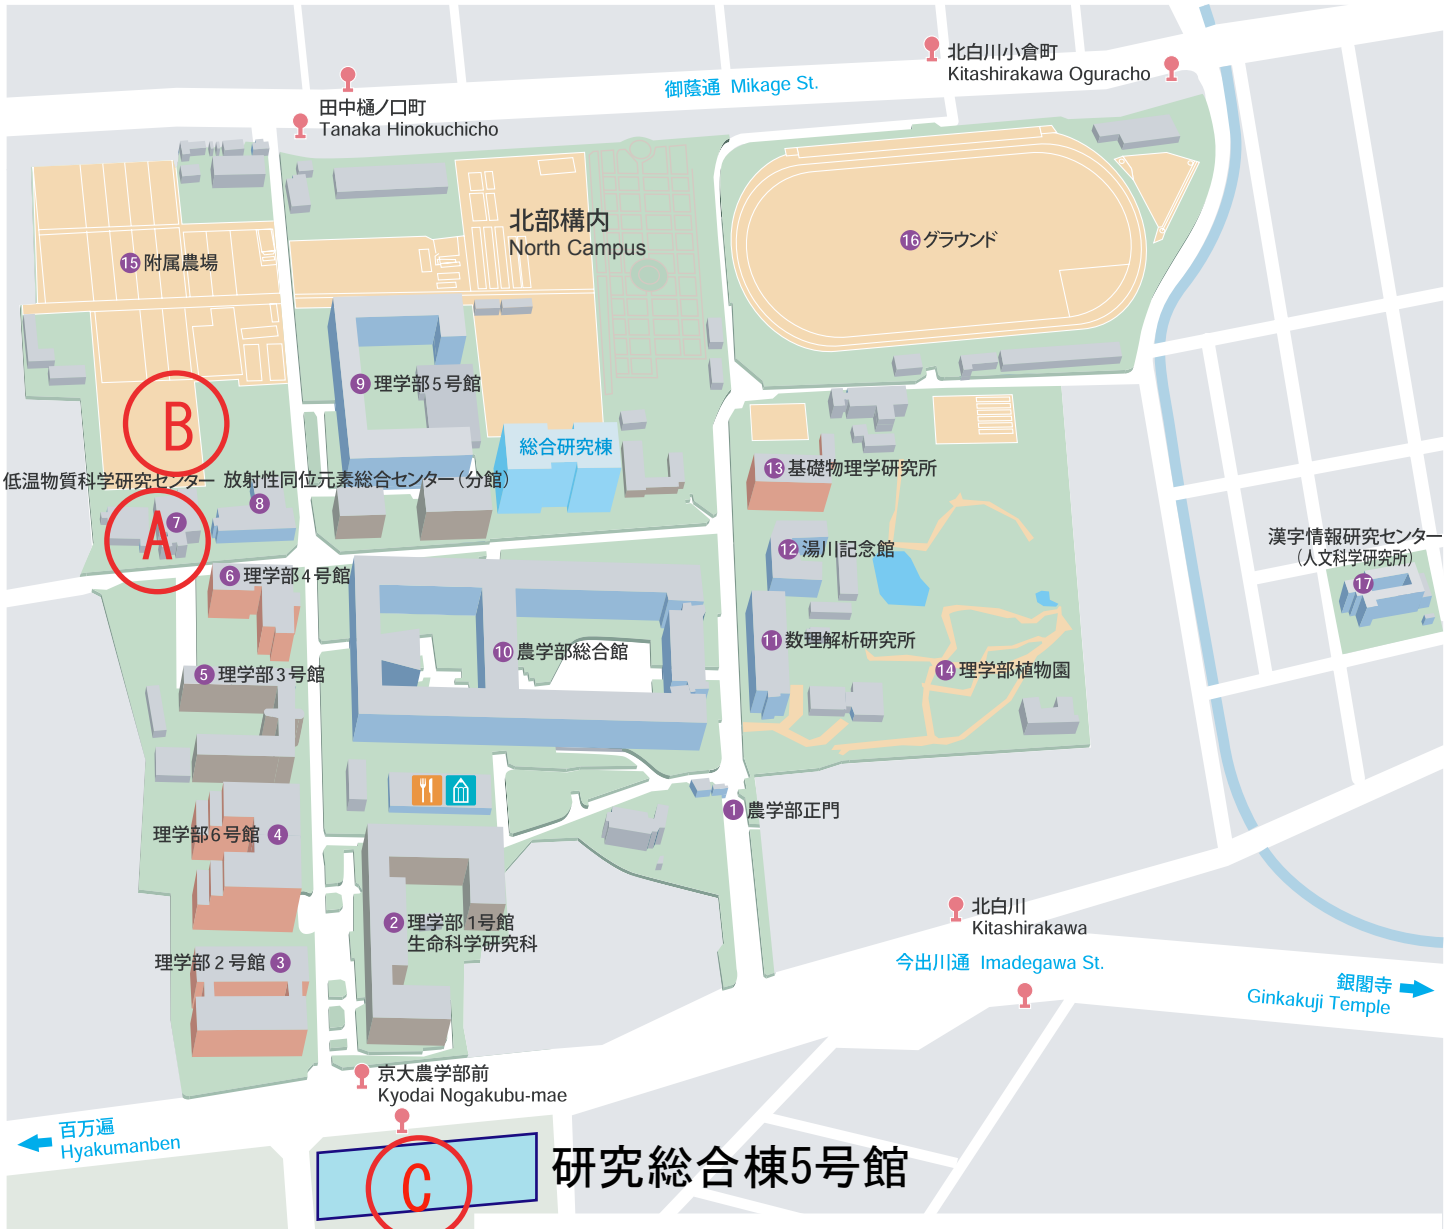 北白川小倉町
Kitashirakawa Oguracho
御蔭通 Mikage St.
田中樋ノ口町
Tanaka Hinokuchicho
北部構内
North Campus
16 グラウンド
15 附属農場
9 理学部5号館
B
総合研究棟
13 基礎物理学研究所
低温物質科学研究センター
放射性同位元素総合センター(分館)
8
7
A
12 湯川記念館
漢字情報研究センター
(人文科学研究所)
17
6 理学部4号館
11 数理解析研究所
10 農学部総合館
5 理学部3号館
14 理学部植物園
1 農学部正門
理学部6号館 4
2 理学部1号館
生命科学研究科
北白川
Kitashirakawa
理学部2号館 3
今出川通 Imadegawa St.
銀閣寺
Ginkakuji Temple
京大農学部前
Kyodai Nogakubu-mae
百万遍
Hyakumanben
研究総合棟5号館
C